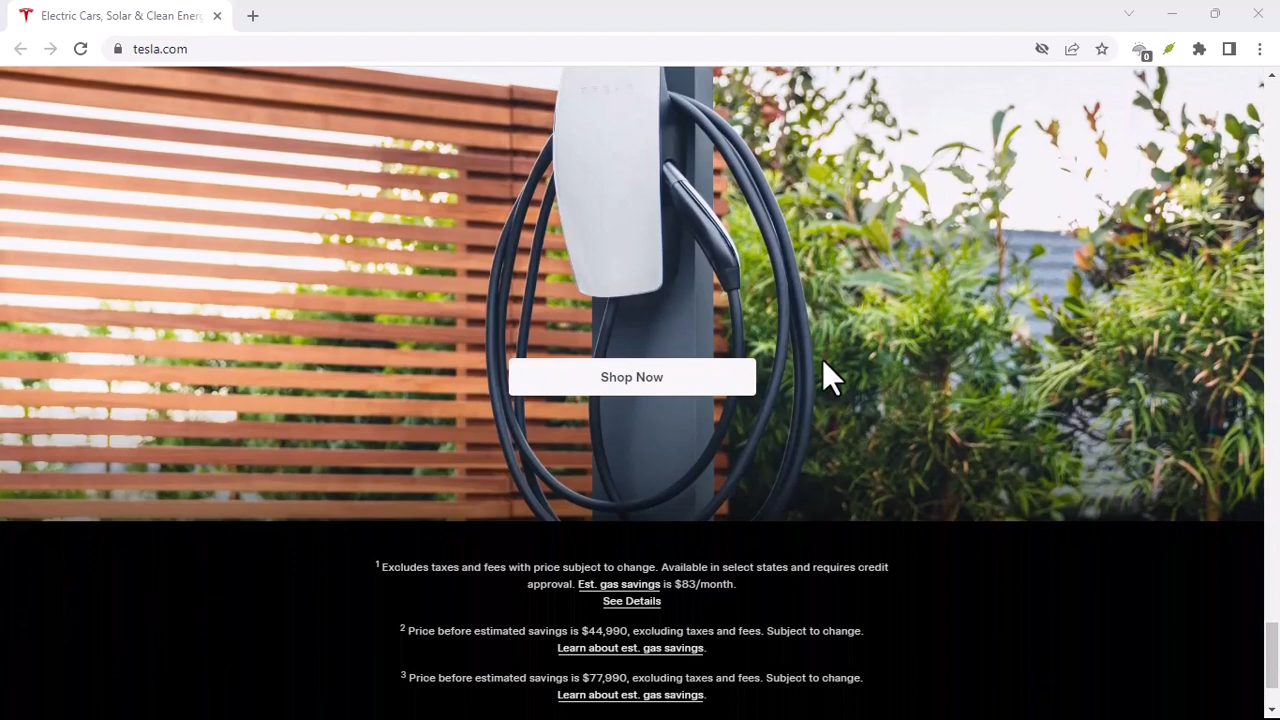 Electric Cars, Solar & Clean Energ
tesla.com
0
Shop Now
1 Excludes taxes and fees with price subject to change. Available in select states and requires credit
approval. Est. gas savings is $83/month.
See Details
2 Price before estimated savings is $44,990, excluding taxes and fees. Subject to change.
Learn about est. gas savings.
3 Price before estimated savings is $77,990, excluding taxes and fees. Subject to change.
Learn about est. gas savings.